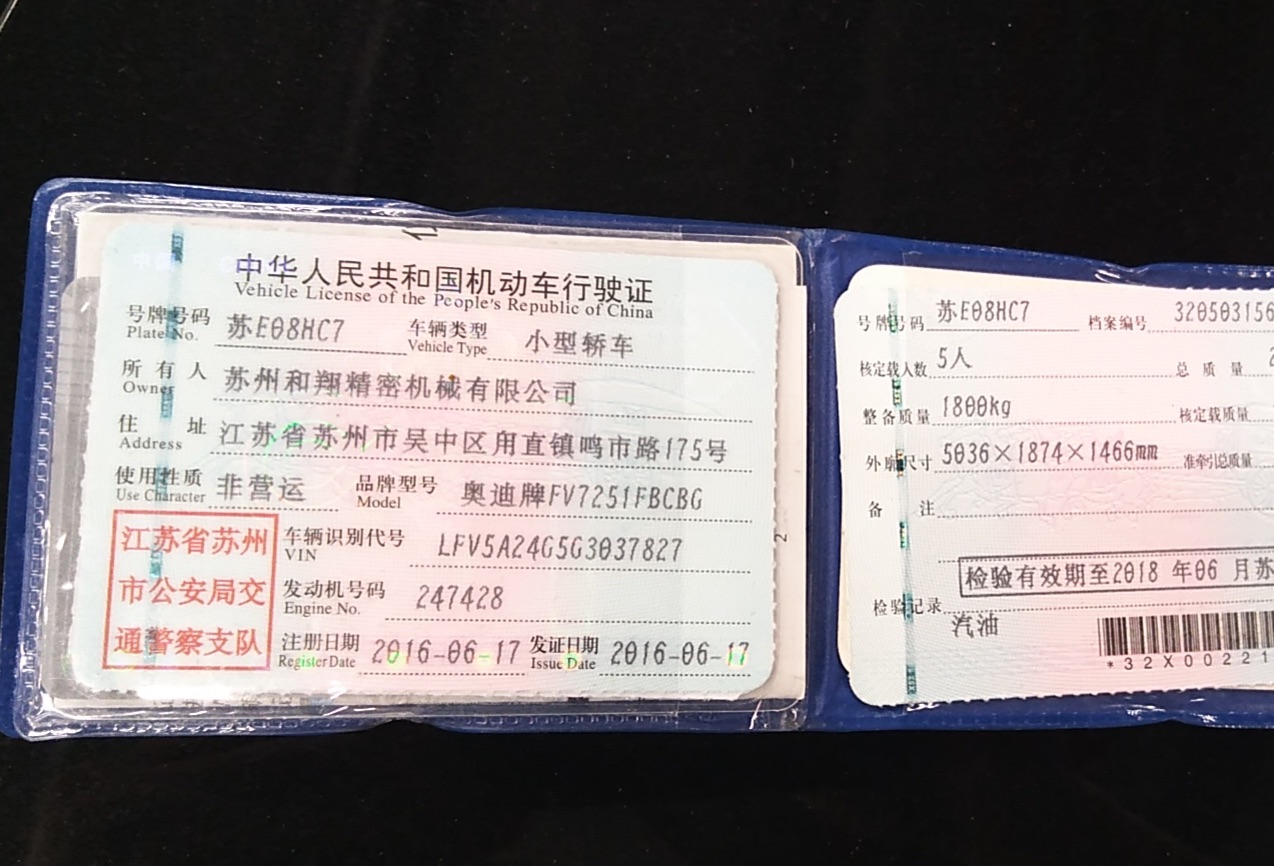 中华人民共和国机动车行驶证
Vehicle License of the People's Republic of China
号牌号码 苏E08HC7 车辆类型 小型轿车
Plate No. Vehicle Type
所有人 苏州和翔精密机械有限公司
Owner
住址 江苏省苏州市吴中区甪直镇鸣市路175号
Address
使用性质 非营运 品牌型号 奥迪牌FV7251FBCBG
Use Character Model
江苏省苏州
市公安局交
通警察支队
车辆识别代号 LFV5A24G5G3037827
VIN
发动机号码 247428
Engine No.
注册日期 2016-06-17 发证日期 2016-06-17
Register Date Issue Date
号牌号码 苏E08HC7 档案编号 320503156
核定载人数 5人 总质量 2
整备质量 1800kg 核定载质量
外廓尺寸 5036×1874×1466mm 准牵引总质量
备注
检验有效期至2018年06月苏
检验记录
汽油
*32X00221